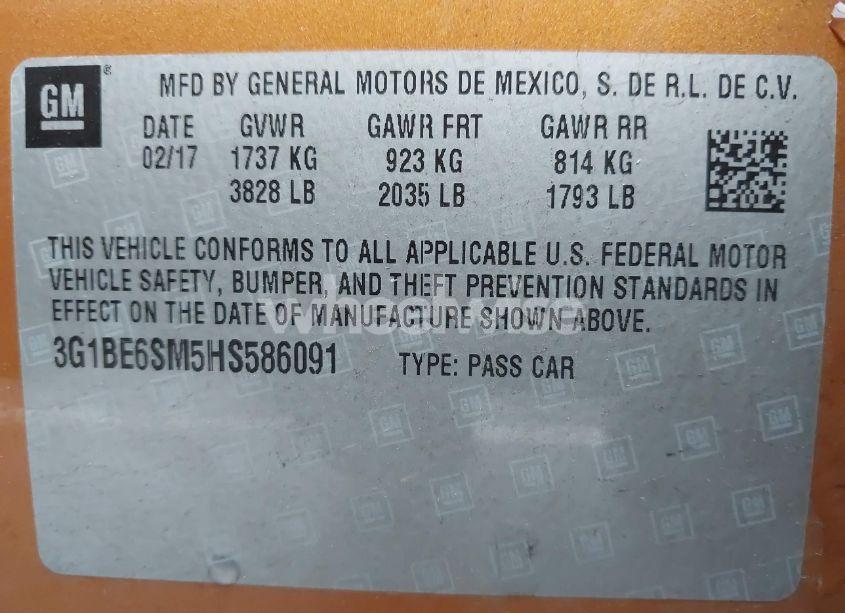 GM
MFD BY GENERAL MOTORS DE MEXICO, S. DE R.L. DE C.V.
DATE GVWR GAWR FRT GAWR RR
02/17 1737 KG 923 KG 814 KG
3828 LB 2035 LB 1793 LB
THIS VEHICLE CONFORMS TO ALL APPLICABLE U.S. FEDERAL MOTOR
VEHICLE SAFETY, BUMPER, AND THEFT PREVENTION STANDARDS IN
EFFECT ON THE DATE OF MANUFACTURE SHOWN ABOVE.
3G1BE6SM5HS586091 TYPE: PASS CAR